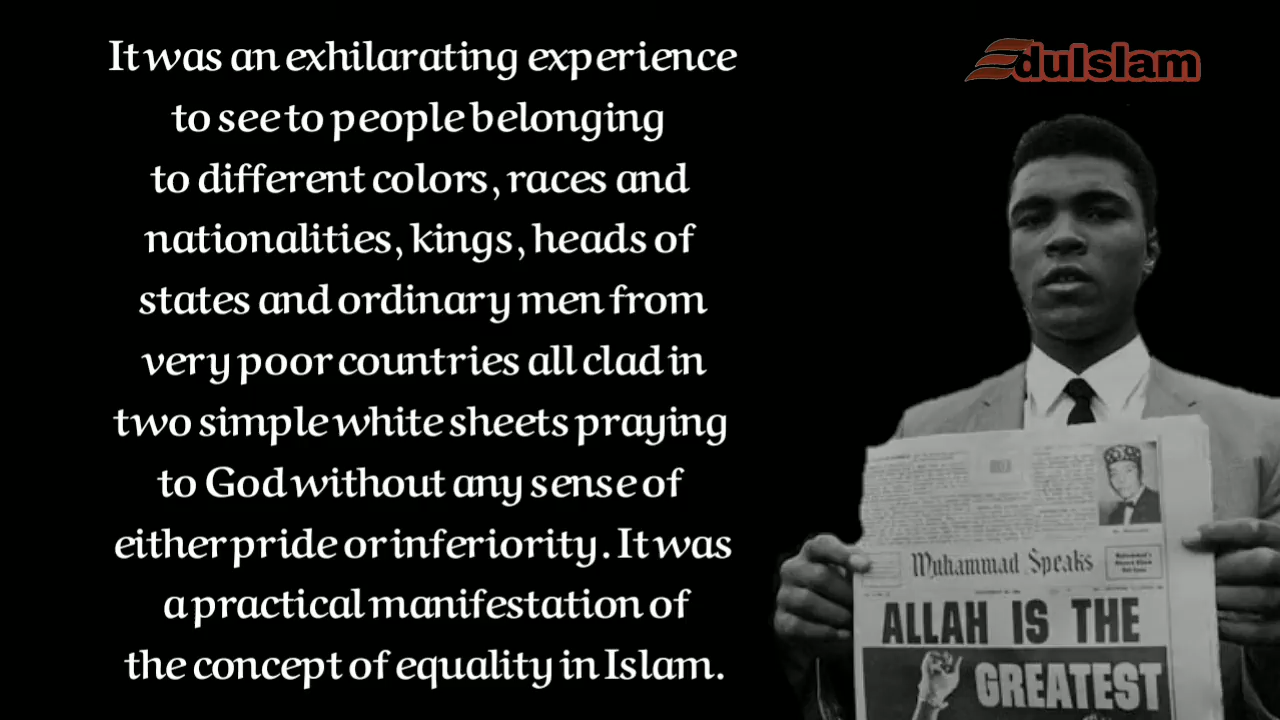 It was an exhilarating experience
to see to people belonging
to different colors, races and
nationalities, kings, heads of
states and ordinary men from
very poor countries all clad in
two simple white sheets praying
to God without any sense of
either pride or inferiority. It was
a practical manifestation of
the concept of equality in Islam.
EduIslam
Muhammad Speaks
ALLAH IS THE
GREATEST